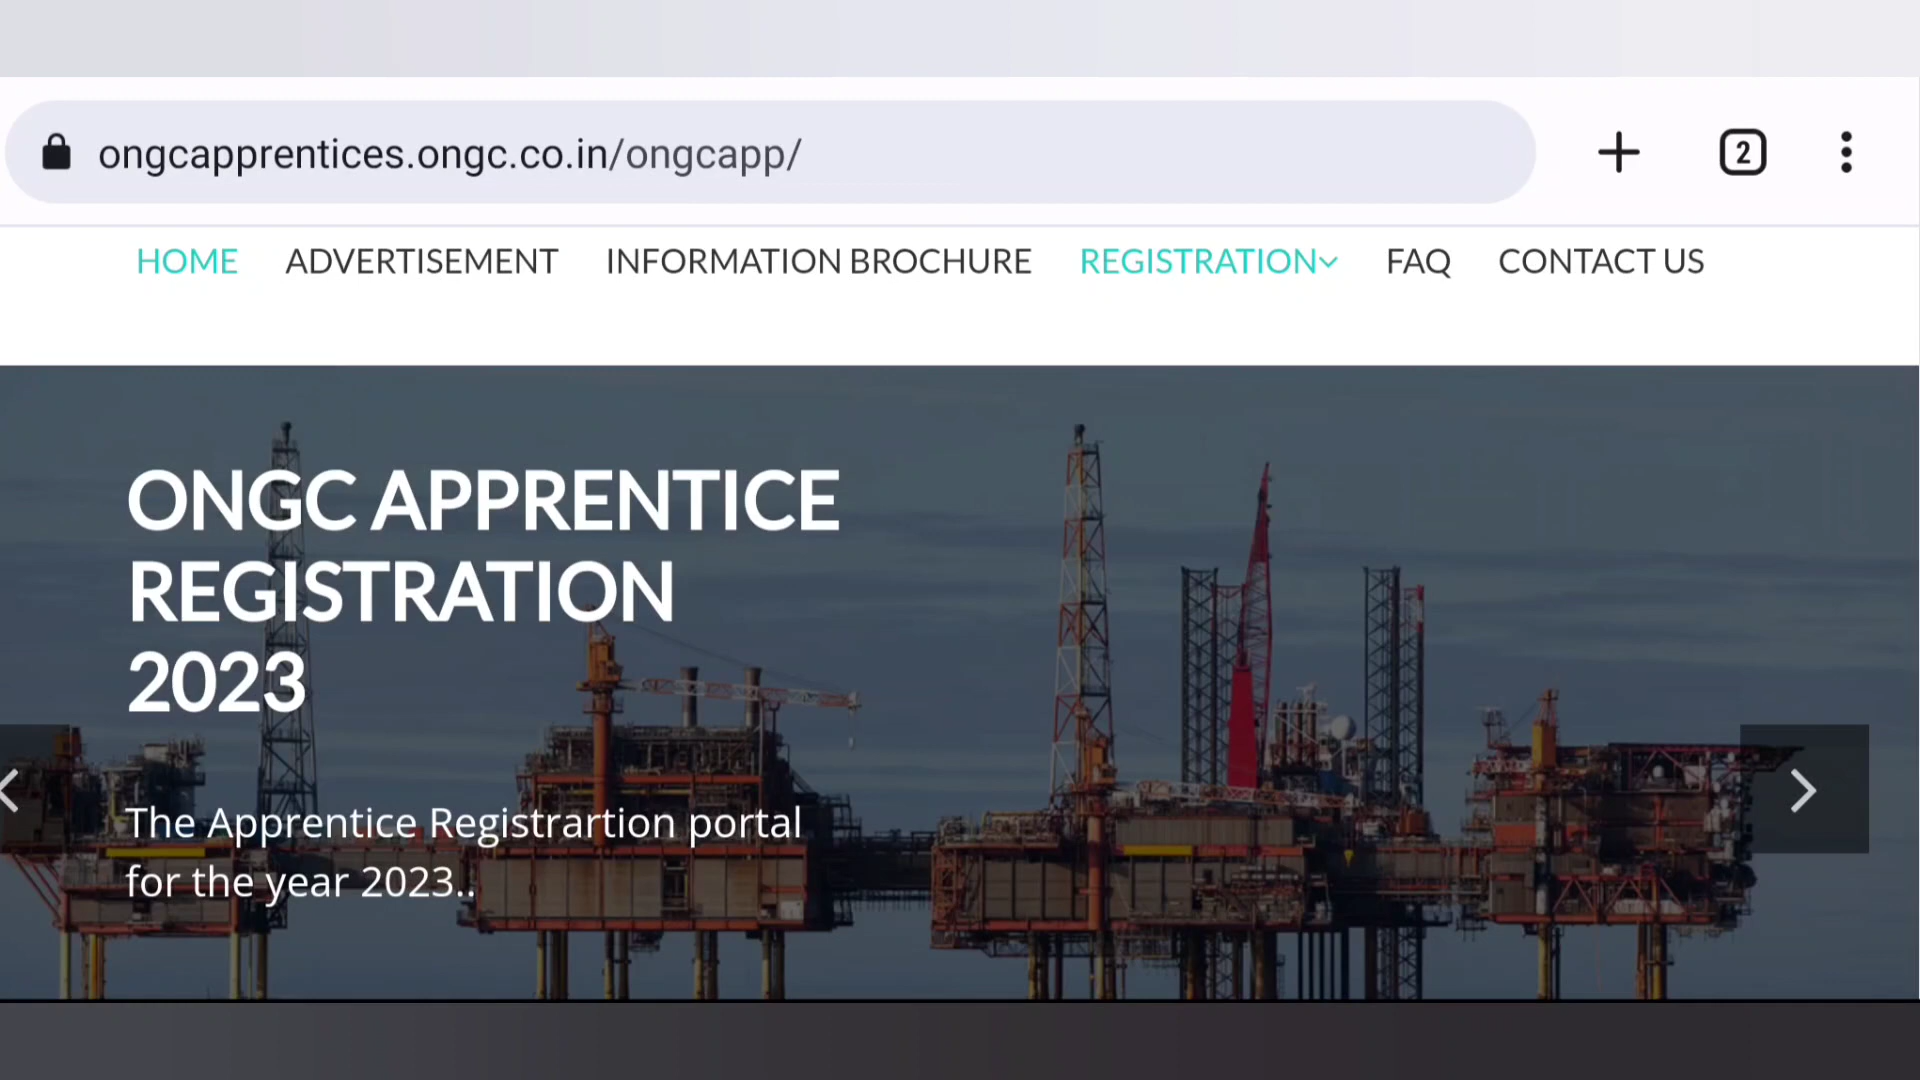 ongcapprentices.ongc.co.in/ongcapp/
2
HOME ADVERTISEMENT INFORMATION BROCHURE REGISTRATION FAQ CONTACT US
ONGC APPRENTICE
REGISTRATION
2023
The Apprentice Registrartion portal
for the year 2023..